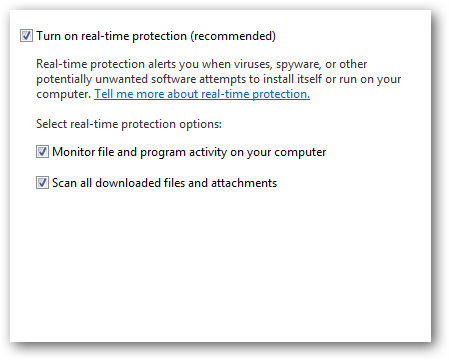 Turn on real-time protection (recommended)
Real-time protection alerts you when viruses, spyware, or other
potentially unwanted software attempts to install itself or run on your
computer. Tell me more about real-time protection.
Select real-time protection options:
Monitor file and program activity on your computer
Scan all downloaded files and attachments